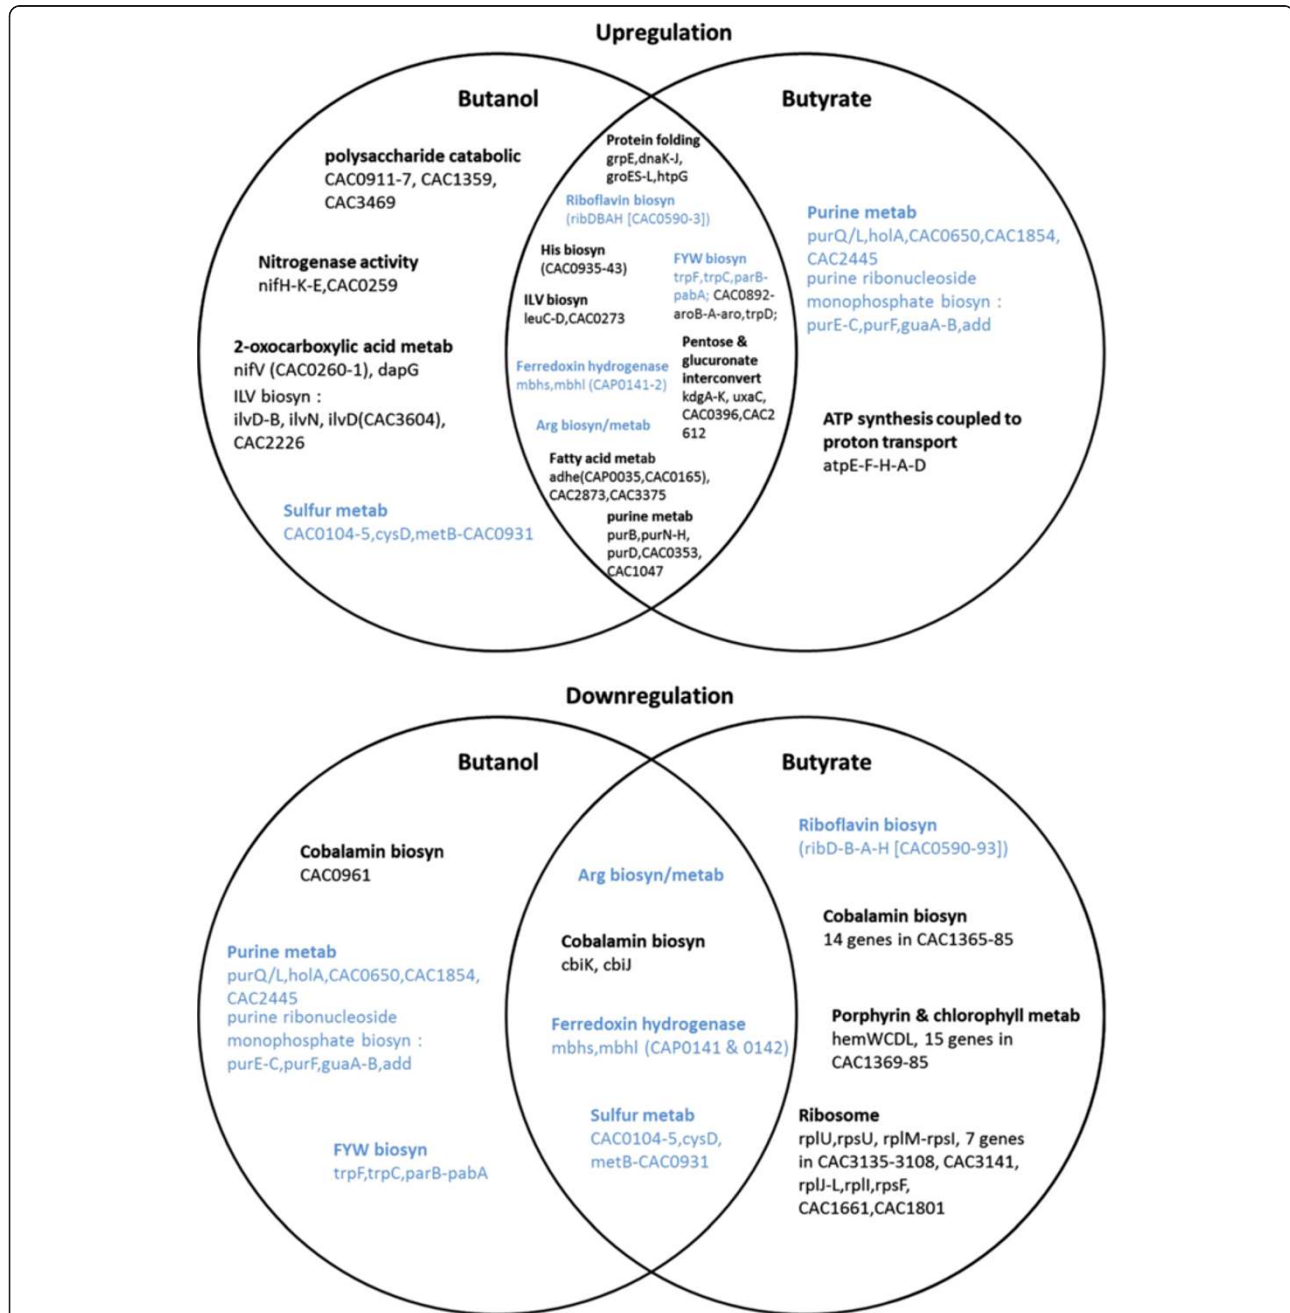 Upregulation
Butanol
Butyrate
polysaccharide catabolic
CAC0911-7, CAC1359,
CAC3469
Nitrogenase activity
nifH-K-E,CAC0259
2-oxocarboxylic acid metab
nifV (CAC0260-1), dapG
ILV biosyn :
ilvD-B, ilvN, ilvD(CAC3604),
CAC2226
Sulfur metab
CAC0104-5,cysD,metB-CAC0931
Protein folding
grpE,dnaK-J,
groES-L,htpG
Riboflavin biosyn
(ribDBAH [CAC0590-3])
His biosyn
(CAC0935-43)
FYW biosyn
trpF,trpC,parB-
pabA; CAC0892-
aroB-A-aro,trpD;
ILV biosyn
leuC-D,CAC0273
Pentose &
glucuronate
interconvert
kdgA-K, uxaC,
CAC0396,CAC2
612
Ferredoxin hydrogenase
mbhs,mbhl (CAP0141-2)
Arg biosyn/metab
Fatty acid metab
adhe(CAP0035,CAC0165),
CAC2873,CAC3375
purine metab
purB,purN-H,
purD,CAC0353,
CAC1047
Purine metab
purQ/L,holA,CAC0650,CAC1854,
CAC2445
purine ribonucleoside
monophosphate biosyn :
purE-C,purF,guaA-B,add
ATP synthesis coupled to
proton transport
atpE-F-H-A-D
Downregulation
Butanol
Butyrate
Cobalamin biosyn
CAC0961
Purine metab
purQ/L,holA,CAC0650,CAC1854,
CAC2445
purine ribonucleoside
monophosphate biosyn :
purE-C,purF,guaA-B,add
FYW biosyn
trpF,trpC,parB-pabA
Arg biosyn/metab
Cobalamin biosyn
cbiK, cbiJ
Ferredoxin hydrogenase
mbhs,mbhl (CAP0141 & 0142)
Sulfur metab
CAC0104-5,cysD,
metB-CAC0931
Riboflavin biosyn
(ribD-B-A-H [CAC0590-93])
Cobalamin biosyn
14 genes in CAC1365-85
Porphyrin & chlorophyll metab
hemWCDL, 15 genes in
CAC1369-85
Ribosome
rplU,rpsU, rplM-rpsI, 7 genes
in CAC3135-3108, CAC3141,
rplJ-L,rplI,rpsF,
CAC1661,CAC1801